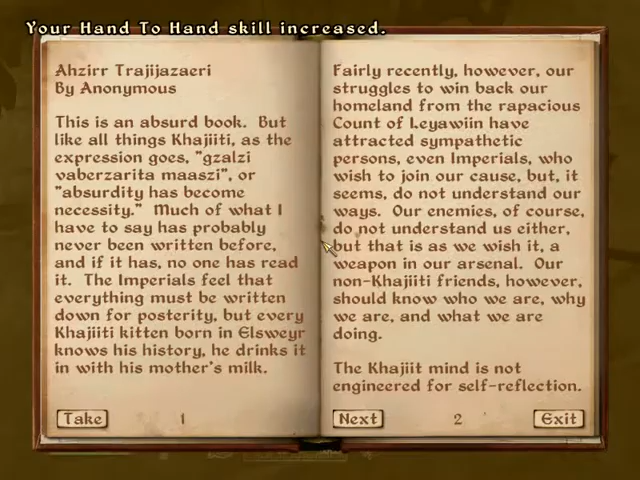 Your Hand To Hand skill increased.
Ahzirr Trajijazaeri
By Anonymous
This is an absurd book. But
like all things Khajiiti, as the
expression goes, "gzalzi
vaberzarita maaszi", or
"absurdity has become
necessity." Much of what I
have to say has probably
never been written before,
and if it has, no one has read
it. The Imperials feel that
everything must be written
down for posterity, but every
Khajiiti kitten born in Elsweyr
knows his history, he drinks it
in with his mother's milk.
Fairly recently, however, our
struggles to win back our
homeland from the rapacious
Count of Leyawiin have
attracted sympathetic
persons, even Imperials, who
wish to join our cause, but, it
seems, do not understand our
ways. Our enemies, of course,
do not understand us either,
but that is as we wish it, a
weapon in our arsenal. Our
non-Khajiiti friends, however,
should know who we are, why
we are, and what we are
doing.
The Khajiit mind is not
engineered for self-reflection.
Take 1 Next 2 Exit